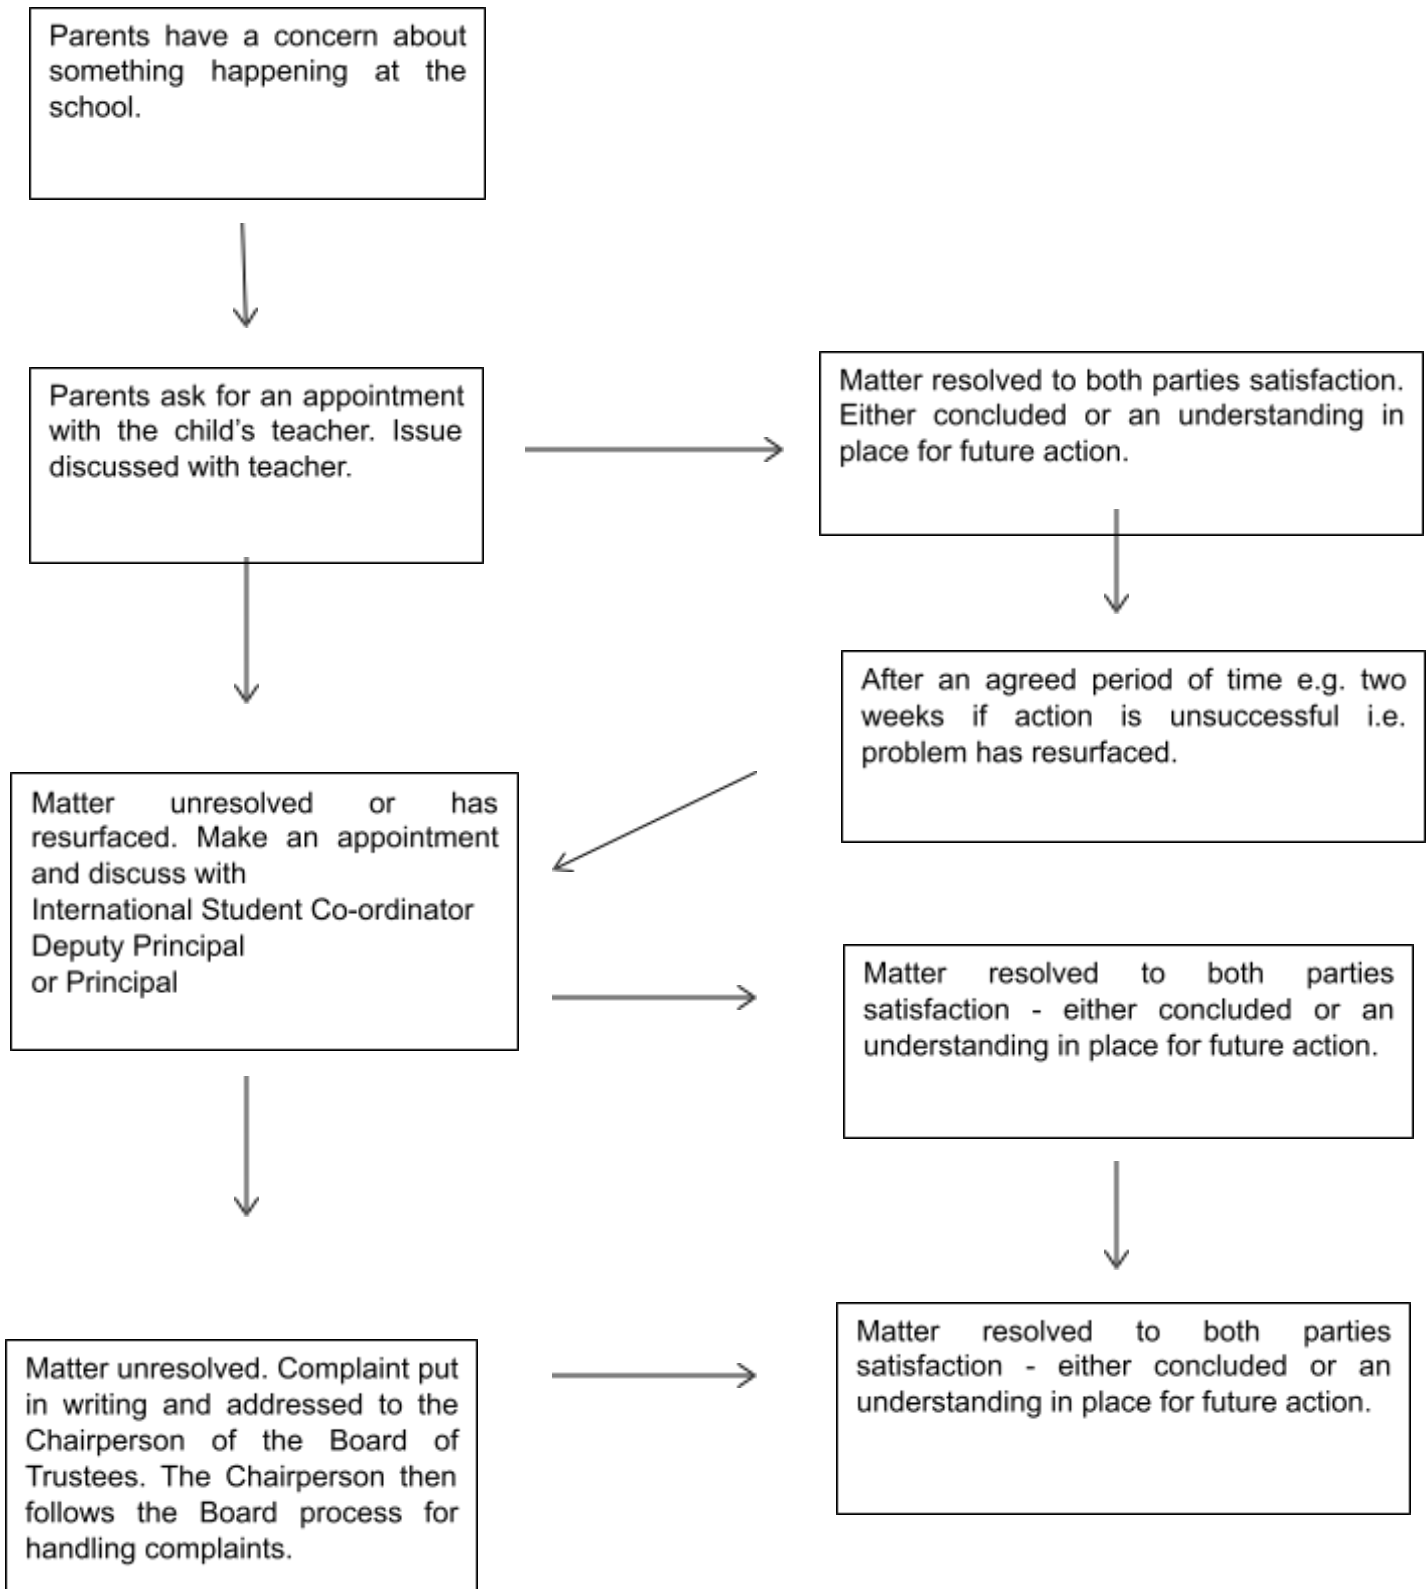 Parents have a concern about
something happening at the
school.
Parents ask for an appointment
with the child's teacher. Issue
discussed with teacher.
Matter resolved to both parties satisfaction.
Either concluded or an understanding in
place for future action.
After an agreed period of time e.g. two
weeks if action is unsuccessful i.e.
problem has resurfaced.
Matter unresolved or has
resurfaced. Make an appointment
and discuss with
International Student Co-ordinator
Deputy Principal
or Principal
Matter resolved to both parties
satisfaction - either concluded or an
understanding in place for future action.
Matter unresolved. Complaint put
in writing and addressed to the
Chairperson of the Board of
Trustees. The Chairperson then
follows the Board process for
handling complaints.
Matter resolved to both parties
satisfaction - either concluded or an
understanding in place for future action.